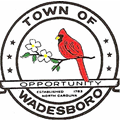 TOWN OF
OPPORTUNITY
ESTABLISHED 1783
NORTH CAROLINA
WADESBORO